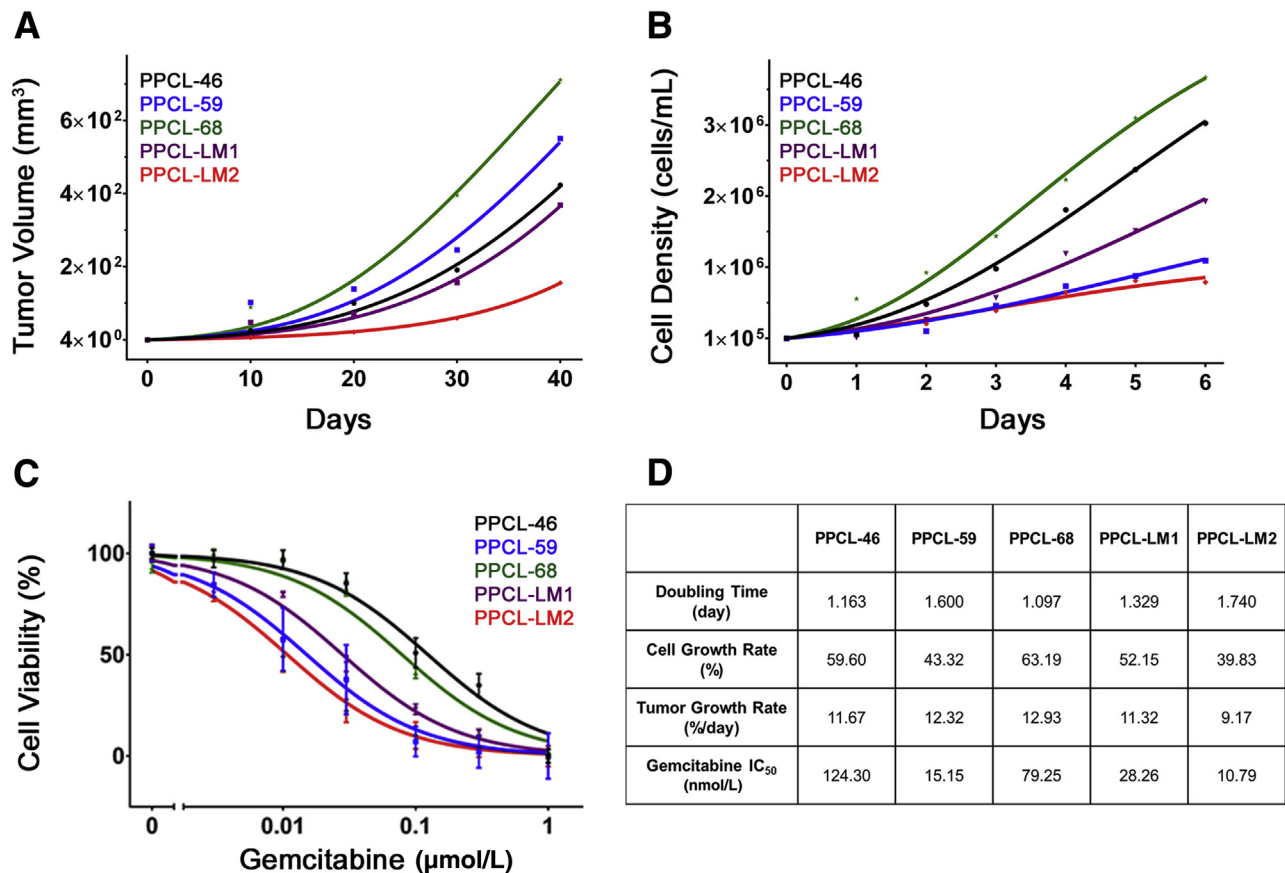 A
Tumor Volume (mm³)
6×10²
4×10²
2×10²
4×10⁰
PPCL-46
PPCL-59
PPCL-68
PPCL-LM1
PPCL-LM2
0 10 20 30 40
Days
B
Cell Density (cells/mL)
3×10⁶
2×10⁶
1×10⁶
1×10⁵
PPCL-46
PPCL-59
PPCL-68
PPCL-LM1
PPCL-LM2
0 1 2 3 4 5 6
Days
C
Cell Viability (%)
100
50
0
PPCL-46
PPCL-59
PPCL-68
PPCL-LM1
PPCL-LM2
0 0.01 0.1 1
Gemcitabine (μmol/L)
D
PPCL-46 PPCL-59 PPCL-68 PPCL-LM1 PPCL-LM2
Doubling Time
(day)
1.163 1.600 1.097 1.329 1.740
Cell Growth Rate
(%)
59.60 43.32 63.19 52.15 39.83
Tumor Growth Rate
(%/day)
11.67 12.32 12.93 11.32 9.17
Gemcitabine IC₅₀
(nmol/L)
124.30 15.15 79.25 28.26 10.79